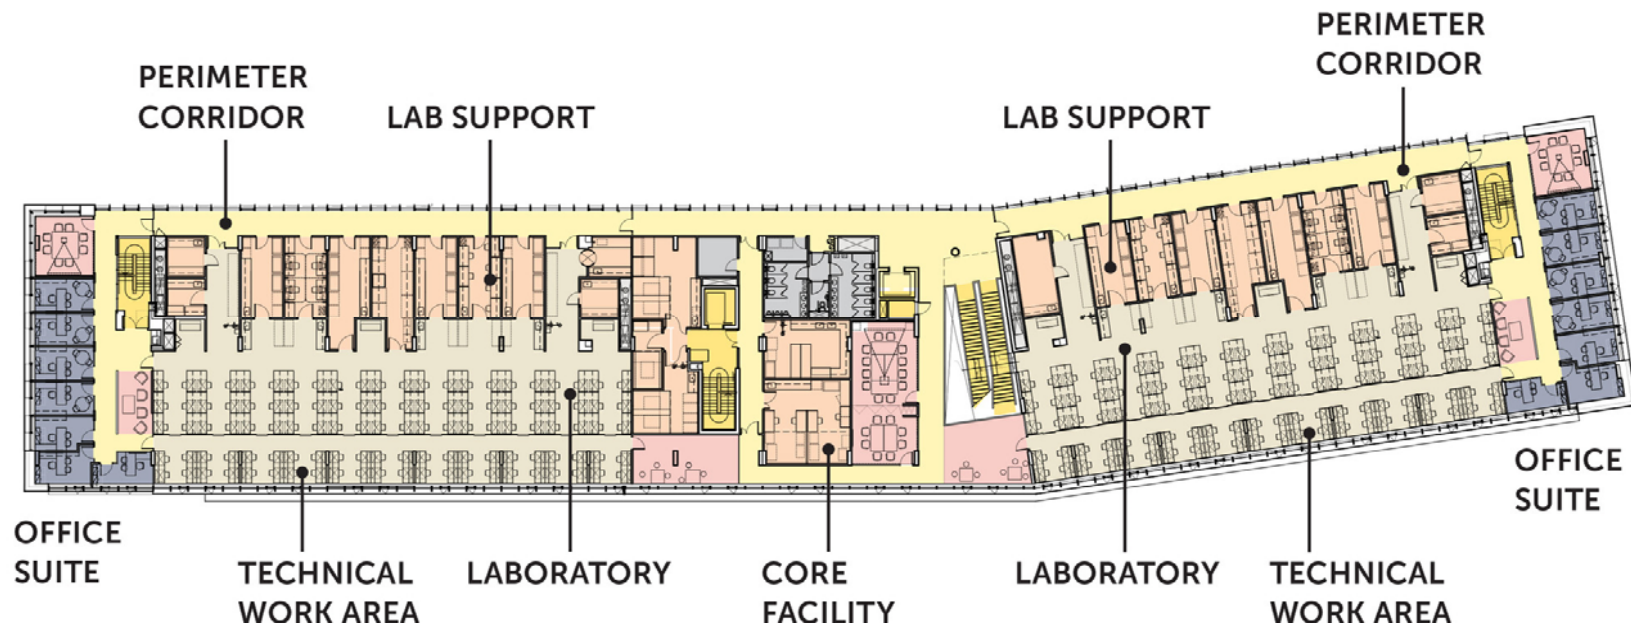 PERIMETER
CORRIDOR
LAB SUPPORT
LAB SUPPORT
PERIMETER
CORRIDOR
OFFICE
SUITE
TECHNICAL
WORK AREA
LABORATORY
CORE
FACILITY
LABORATORY
TECHNICAL
WORK AREA
OFFICE
SUITE